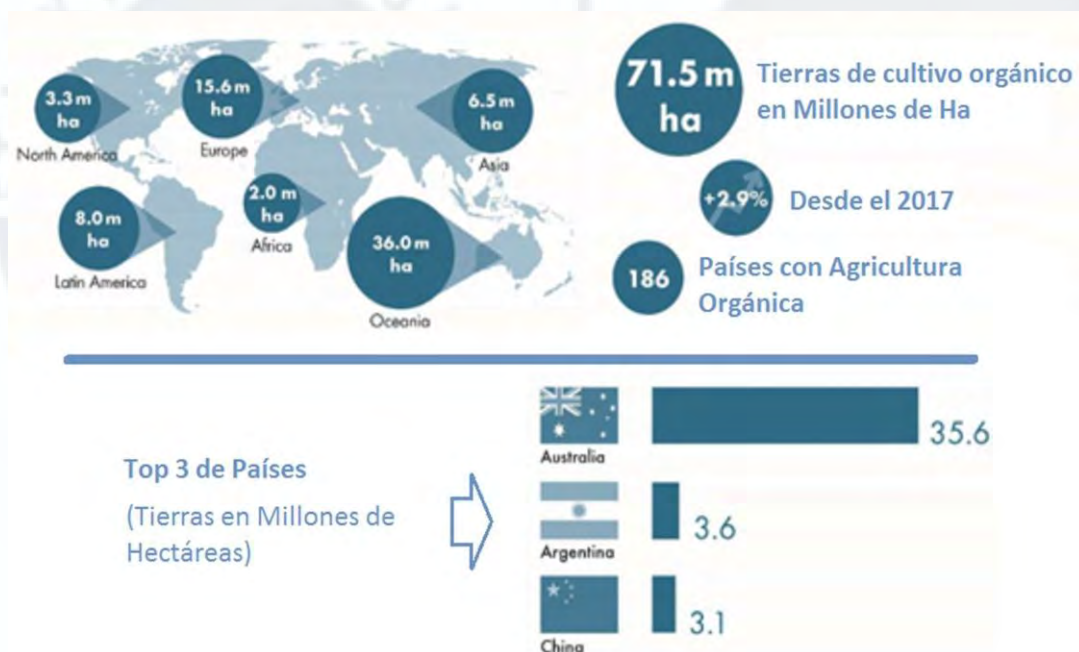 3.3 m
ha
North America
15.6 m
ha
Europe
6.5 m
ha
Asia
8.0 m
ha
Latin America
2.0 m
ha
Africa
36.0 m
ha
Oceania
71.5 m
ha
Tierras de cultivo orgánico
en Millones de Ha
+2.9%
Desde el 2017
186
Países con Agricultura
Orgánica
Top 3 de Países
(Tierras en Millones de
Hectáreas)
Australia
35.6
Argentina
3.6
China
3.1